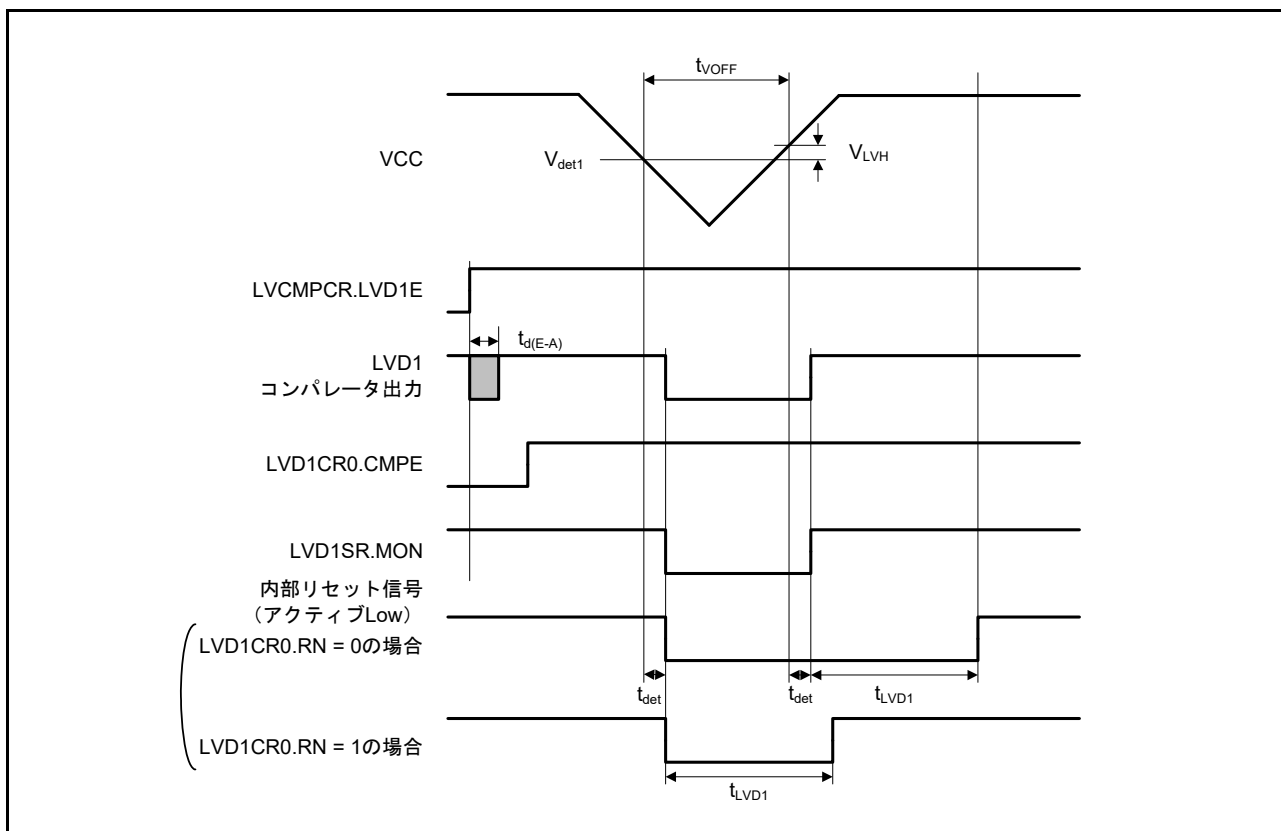 tVOFF
VCC
Vdet1
VLVH
LVCMPCR.LVD1E
td(E-A)
LVD1
コンパレータ出力
LVD1CR0.CMPE
LVD1SR.MON
内部リセット信号
（アクティブLow）
LVD1CR0.RN = 0の場合
tdet
tdet
tLVD1
LVD1CR0.RN = 1の場合
tLVD1